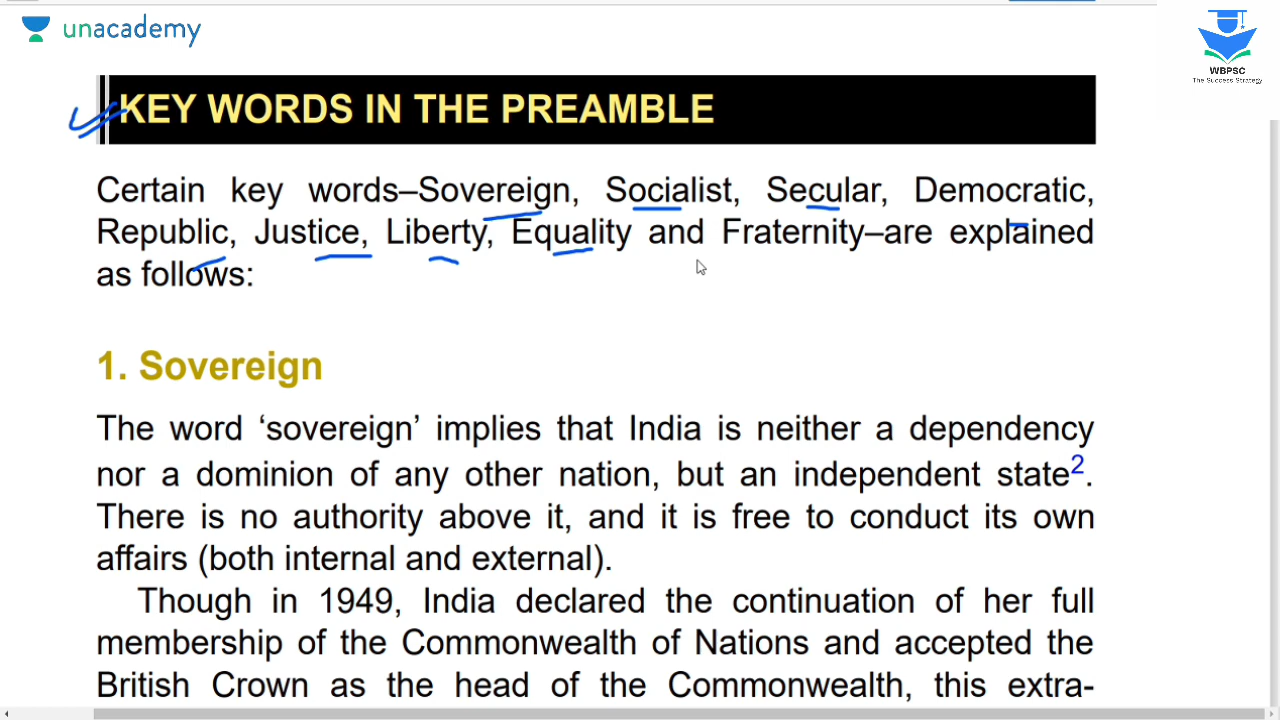 unacademy
WBPSC
The Success Strategy
KEY WORDS IN THE PREAMBLE
Certain key words–Sovereign, Socialist, Secular, Democratic,
Republic, Justice, Liberty, Equality and Fraternity–are explained
as follows:
1. Sovereign
The word ‘sovereign’ implies that India is neither a dependency
nor a dominion of any other nation, but an independent state2.
There is no authority above it, and it is free to conduct its own
affairs (both internal and external).
Though in 1949, India declared the continuation of her full
membership of the Commonwealth of Nations and accepted the
British Crown as the head of the Commonwealth, this extra-